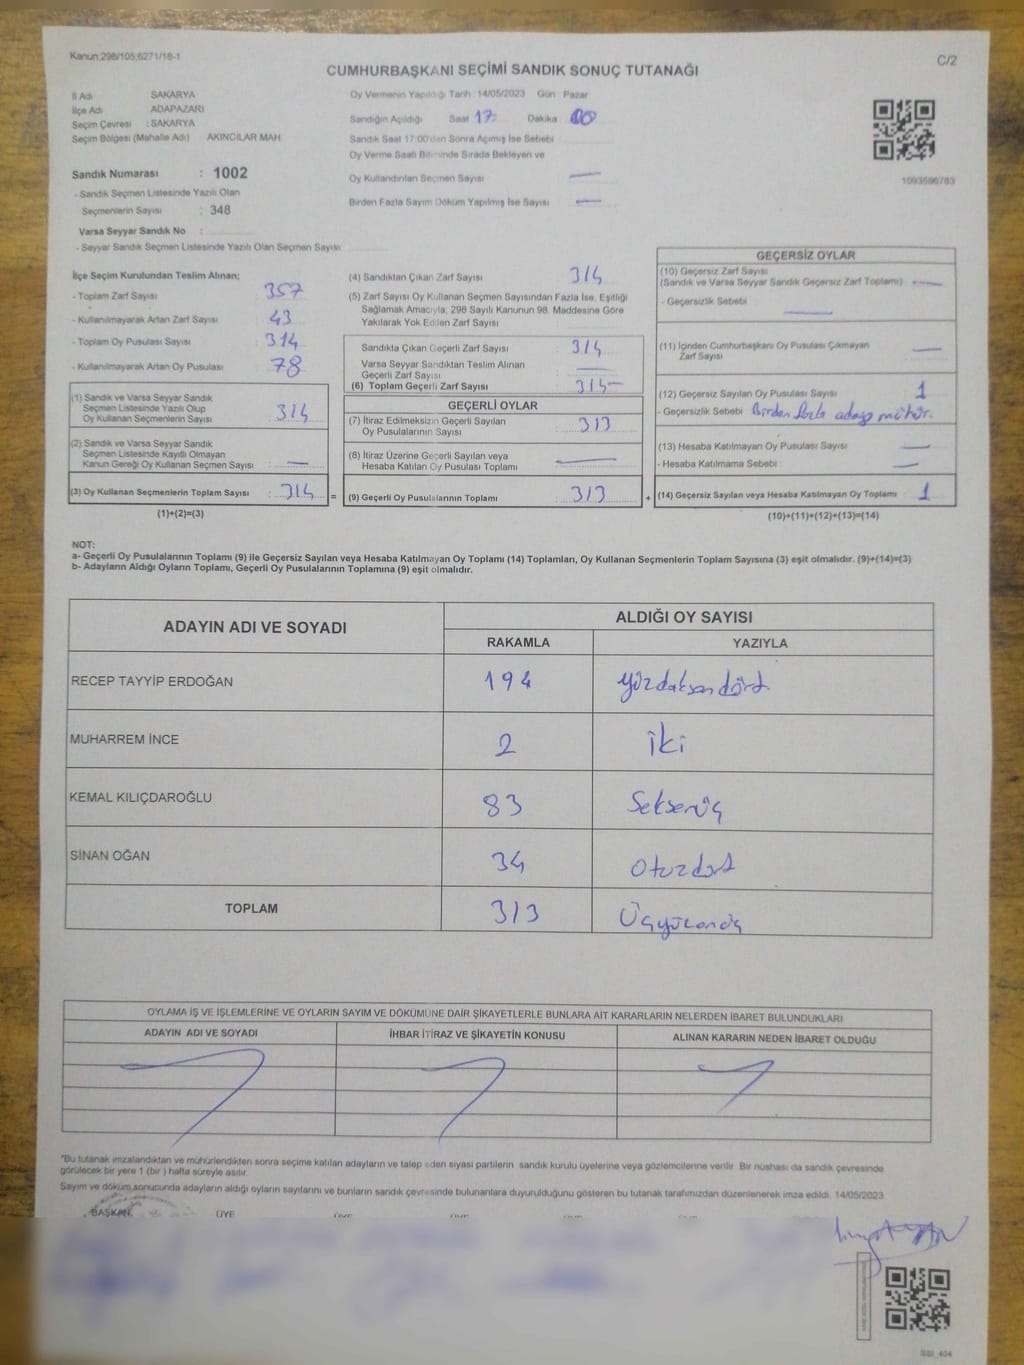 Kanun;298/105;6271/18-1
C/2
CUMHURBAŞKANI SEÇİMİ SANDIK SONUÇ TUTANAĞI
İl Adı SAKARYA
İlçe Adı ADAPAZARI
Seçim Çevresi : SAKARYA
Seçim Bölgesi (Mahalle Adı) AKINCILAR MAH
Oy Vermenin Yapıldığı Tarih : 14/05/2023 Gün : Pazar
Sandığın Açıldığı Saat 17 Dakika 00
Sandık Saat 17:00'dan Sonra Açılmış İse Sebebi
Oy Verme Saati Bitiminde Sırada Bekleyen ve
Oy Kullandırılan Seçmen Sayısı —
Birden Fazla Sayım Döküm Yapılmış İse Sayısı —
1093596763
Sandık Numarası : 1002
- Sandık Seçmen Listesinde Yazılı Olan
Seçmenlerin Sayısı : 348
Varsa Seyyar Sandık No :
- Seyyar Sandık Seçmen Listesinde Yazılı Olan Seçmen Sayısı
İlçe Seçim Kurulundan Teslim Alınan;
- Toplam Zarf Sayısı 357
- Kullanılmayarak Artan Zarf Sayısı 43
- Toplam Oy Pusulası Sayısı 314
- Kullanılmayarak Artan Oy Pusulası 78
(1) Sandık ve Varsa Seyyar Sandık
Seçmen Listesinde Yazılı Olup
Oy Kullanan Seçmenlerin Sayısı : 314
(2) Sandık ve Varsa Seyyar Sandık
Seçmen Listesinde Kayıtlı Olmayan
Kanun Gereği Oy Kullanan Seçmen Sayısı : —
(3) Oy Kullanan Seçmenlerin Toplam Sayısı : 314 =
(1)+(2)=(3)
(4) Sandıktan Çıkan Zarf Sayısı 314
(5) Zarf Sayısı Oy Kullanan Seçmen Sayısından Fazla İse, Eşitliği
Sağlamak Amacıyla, 298 Sayılı Kanunun 98. Maddesine Göre
Yakılarak Yok Edilen Zarf Sayısı
Sandıkta Çıkan Geçerli Zarf Sayısı 314
Varsa Seyyar Sandıktan Teslim Alınan
Geçerli Zarf Sayısı —
(6) Toplam Geçerli Zarf Sayısı 314
GEÇERLİ OYLAR
(7) İtiraz Edilmeksizin Geçerli Sayılan
Oy Pusulalarının Sayısı : 313
(8) İtiraz Üzerine Geçerli Sayılan veya
Hesaba Katılan Oy Pusulası Toplamı —
(9) Geçerli Oy Pusulalarının Toplamı : 313 +
GEÇERSİZ OYLAR
(10) Geçersiz Zarf Sayısı
(Sandık ve Varsa Seyyar Sandık Geçersiz Zarf Toplamı) : —
- Geçersizlik Sebebi —
(11) İçinden Cumhurbaşkanı Oy Pusulası Çıkmayan
Zarf Sayısı —
(12) Geçersiz Sayılan Oy Pusulası Sayısı 1
- Geçersizlik Sebebi Birden fazla adaya mühür.
(13) Hesaba Katılmayan Oy Pusulası Sayısı —
- Hesaba Katılmama Sebebi : —
(14) Geçersiz Sayılan veya Hesaba Katılmayan Oy Toplamı : 1
(10)+(11)+(12)+(13)=(14)
NOT:
a- Geçerli Oy Pusulalarının Toplamı (9) ile Geçersiz Sayılan veya Hesaba Katılmayan Oy Toplamı (14) Toplamları, Oy Kullanan Seçmenlerin Toplam Sayısına (3) eşit olmalıdır. (9)+(14)=(3)
b- Adayların Aldığı Oyların Toplamı, Geçerli Oy Pusulalarının Toplamına (9) eşit olmalıdır.
ADAYIN ADI VE SOYADI ALDIĞI OY SAYISI
RAKAMLA YAZIYLA
RECEP TAYYİP ERDOĞAN 194 Yüzdoksandört
MUHARREM İNCE 2 iki
KEMAL KILIÇDAROĞLU 83 Seksenüç
SİNAN OĞAN 34 Otuzdört
TOPLAM 313 Üçyüzonüç
OYLAMA İŞ VE İŞLEMLERİNE VE OYLARIN SAYIM VE DÖKÜMÜNE DAİR ŞİKAYETLERLE BUNLARA AİT KARARLARIN NELERDEN İBARET BULUNDUKLARI
ADAYIN ADI VE SOYADI İHBAR İTİRAZ VE ŞİKAYETİN KONUSU ALINAN KARARIN NEDEN İBARET OLDUĞU
"Bu tutanak imzalandıktan ve mühürlendikten sonra seçime katılan adayların ve talep eden siyasi partilerin sandık kurulu üyelerine veya gözlemcilerine verilir. Bir nüshası da sandık çevresinde
görülecek bir yere 1 (bir ) hafta süreyle asılır.
Sayım ve döküm sonucunda adayların aldığı oyların sayılarını ve bunların sandık çevresinde bulunanlara duyurulduğunu gösteren bu tutanak tarafımızdan düzenlenerek imza edildi. 14/05/2023
BAŞKAN ÜYE ÜYE ÜYE ÜYE ÜYE